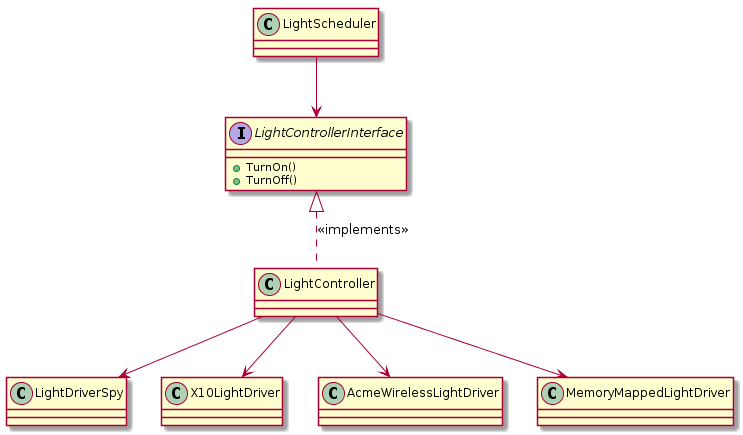 C LightScheduler
I LightControllerInterface
TurnOn()
TurnOff()
«implements»
C LightController
C LightDriverSpy
C X10LightDriver
C AcmeWirelessLightDriver
C MemoryMappedLightDriver